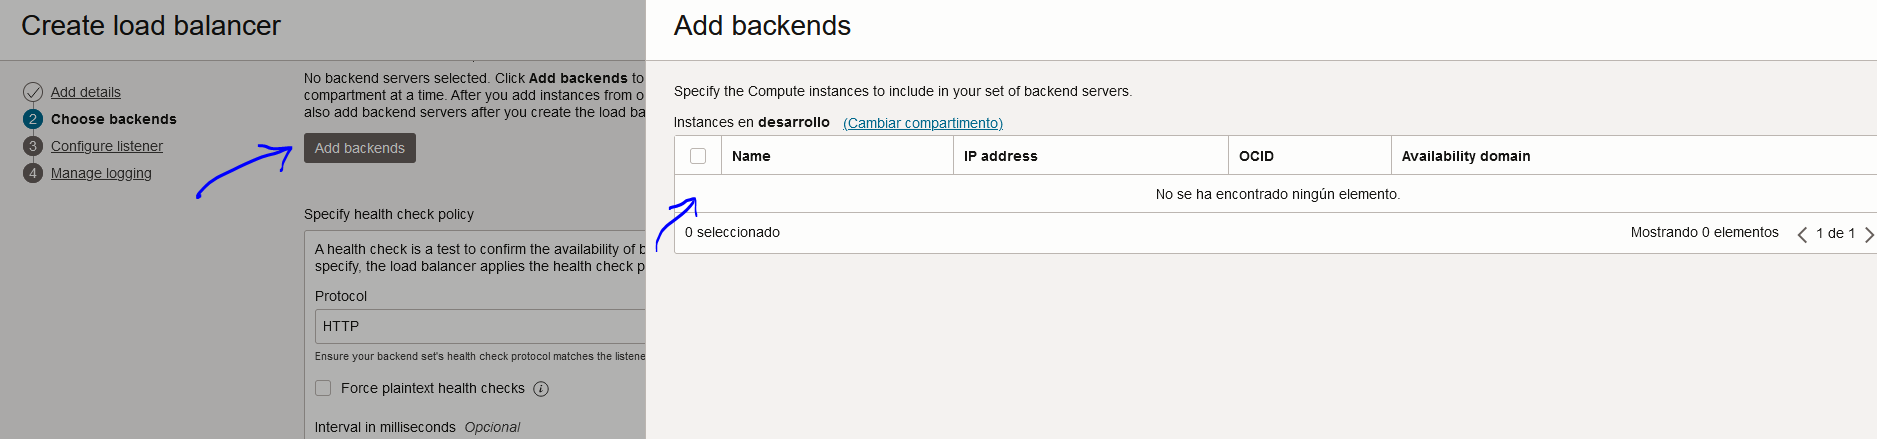 Create load balancer
Add details
2 Choose backends
3 Configure listener
4 Manage logging
No backend servers selected. Click Add backends to
compartment at a time. After you add instances from o
also add backend servers after you create the load ba
Add backends
Specify health check policy
A health check is a test to confirm the availability of b
specify, the load balancer applies the health check p
Protocol
HTTP
Ensure your backend set's health check protocol matches the listene
Force plaintext health checks i
Interval in milliseconds Opcional
Add backends
Specify the Compute instances to include in your set of backend servers.
Instances en desarrollo (Cambiar compartimento)
Name IP address OCID Availability domain
No se ha encontrado ningún elemento.
0 seleccionado Mostrando 0 elementos 1 de 1